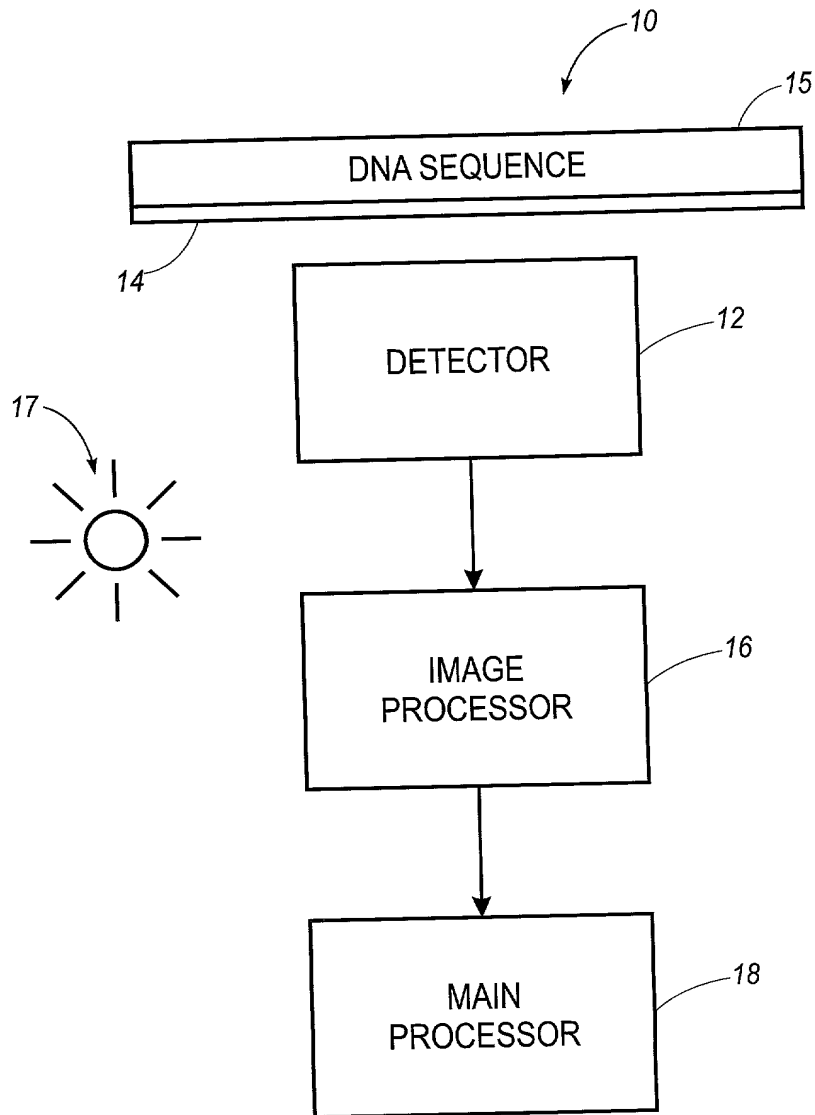 10
15
DNA SEQUENCE
14
12
DETECTOR
17
IMAGE
PROCESSOR
16
MAIN
PROCESSOR
18